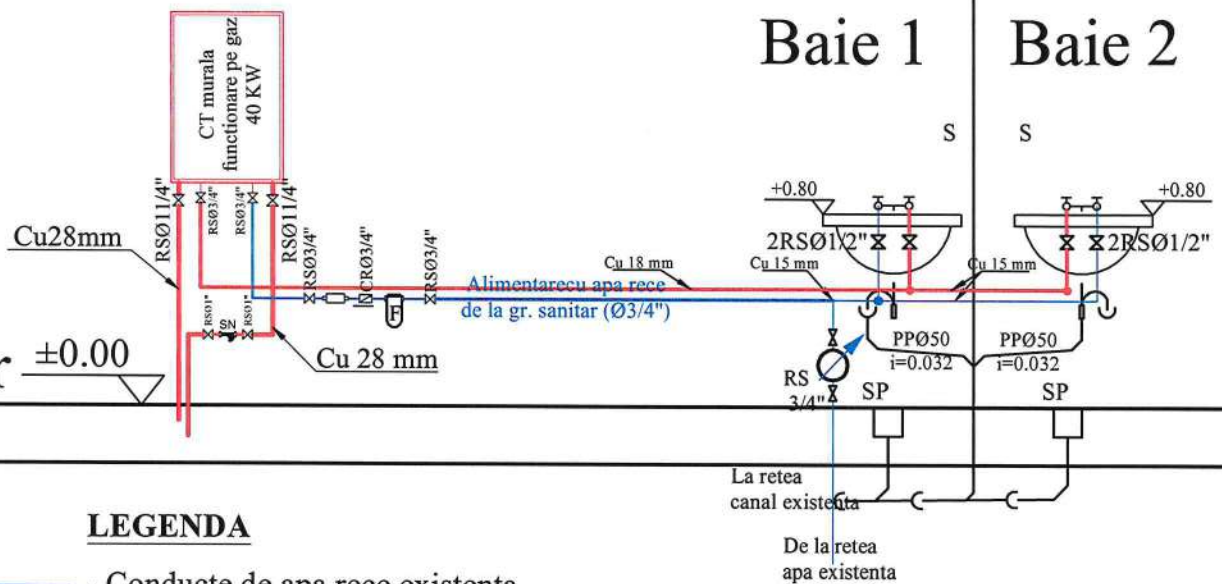 Baie 1
Baie 2
CT murala
functionare pe gaz
40 KW
S
S
RSØ11/4"
RSØ3/4"
RSØ3/4"
RSØ11/4"
+0.80
+0.80
Cu28mm
RSØ3/4"
CRØ3/4"
RSØ3/4"
2RSØ1/2"
2RSØ1/2"
Cu 18 mm
Cu 15 mm
Cu 15 mm
Alimentarecu apa rece
de la gr. sanitar (Ø3/4")
RSØ1"
SN
RSØ1"
F
Cu 28 mm
PPØ50
i=0.032
PPØ50
i=0.032
r ±0.00
RS
3/4"
SP
SP
La retea
canal existenta
De la retea
apa existenta
LEGENDA
Conducte de apa rece existenta